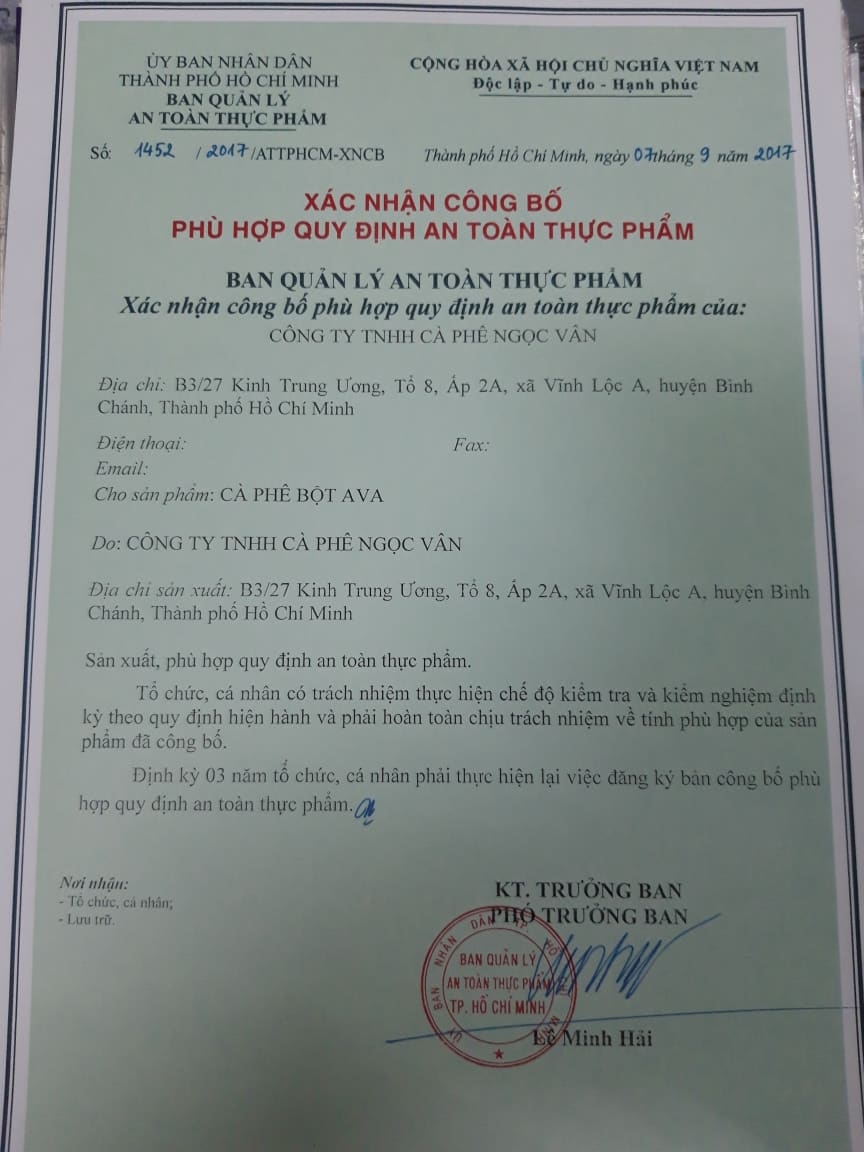 ỦY BAN NHÂN DÂN
THÀNH PHỐ HỒ CHÍ MINH
BAN QUẢN LÝ
AN TOÀN THỰC PHẨM
CỘNG HÒA XÃ HỘI CHỦ NGHĨA VIỆT NAM
Độc lập - Tự do - Hạnh phúc
Số: 1452 / 2017/ATTPHCM-XNCB
Thành phố Hồ Chí Minh, ngày 07 tháng 9 năm 2017
XÁC NHẬN CÔNG BỐ
PHÙ HỢP QUY ĐỊNH AN TOÀN THỰC PHẨM
BAN QUẢN LÝ AN TOÀN THỰC PHẨM
Xác nhận công bố phù hợp quy định an toàn thực phẩm của:
CÔNG TY TNHH CÀ PHÊ NGỌC VÂN
Địa chỉ: B3/27 Kinh Trung Ương, Tổ 8, Ấp 2A, xã Vĩnh Lộc A, huyện Bình
Chánh, Thành phố Hồ Chí Minh
Điện thoại: Fax:
Email:
Cho sản phẩm: CÀ PHÊ BỘT AVA
Do: CÔNG TY TNHH CÀ PHÊ NGỌC VÂN
Địa chỉ sản xuất: B3/27 Kinh Trung Ương, Tổ 8, Ấp 2A, xã Vĩnh Lộc A, huyện Bình
Chánh, Thành phố Hồ Chí Minh
Sản xuất, phù hợp quy định an toàn thực phẩm.
Tổ chức, cá nhân có trách nhiệm thực hiện chế độ kiểm tra và kiểm nghiệm định
kỳ theo quy định hiện hành và phải hoàn toàn chịu trách nhiệm về tính phù hợp của sản
phẩm đã công bố.
Định kỳ 03 năm tổ chức, cá nhân phải thực hiện lại việc đăng ký bản công bố phù
hợp quy định an toàn thực phẩm.
Nơi nhận:
- Tổ chức, cá nhân;
- Lưu trữ.
KT. TRƯỞNG BAN
PHÓ TRƯỞNG BAN
ỦY BAN NHÂN DÂN TP. HỒ CHÍ MINH
BAN QUẢN LÝ
AN TOÀN THỰC PHẨM
TP. HỒ CHÍ MINH
Lê Minh Hải